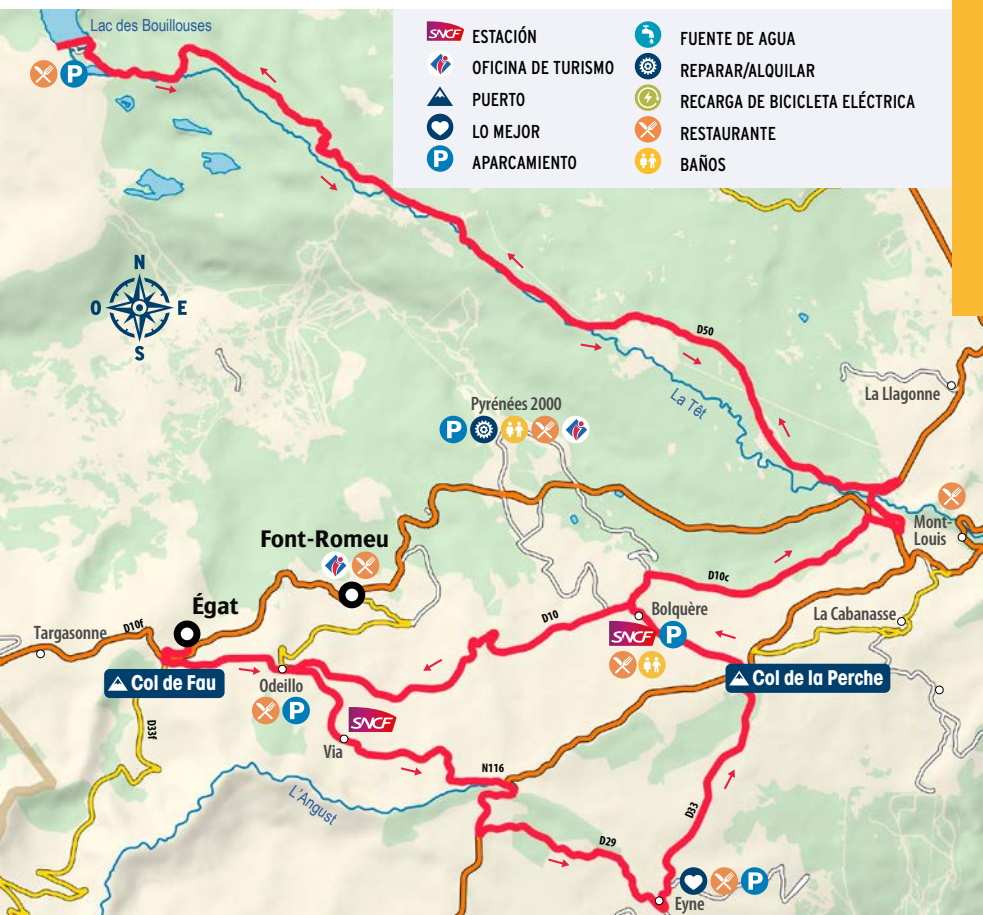 Lac des Bouillouses
P
SNCF ESTACIÓN
OFICINA DE TURISMO
PUERTO
LO MEJOR
P APARCAMIENTO
FUENTE DE AGUA
REPARAR/ALQUILAR
RECARGA DE BICICLETA ELÉCTRICA
RESTAURANTE
BAÑOS
N
O
E
S
D50
La Têt
La Llagonne
Pyrénées 2000
P
Mont-
Louis
Font-Romeu
D10c
Égat
D10
Bolquère
La Cabanasse
Targasonne
D10f
SNCF P
Col de Fau
Odeillo
Col de la Perche
P
SNCF
D33f
Via
N116
L'Angust
D33
D29
P
Eyne